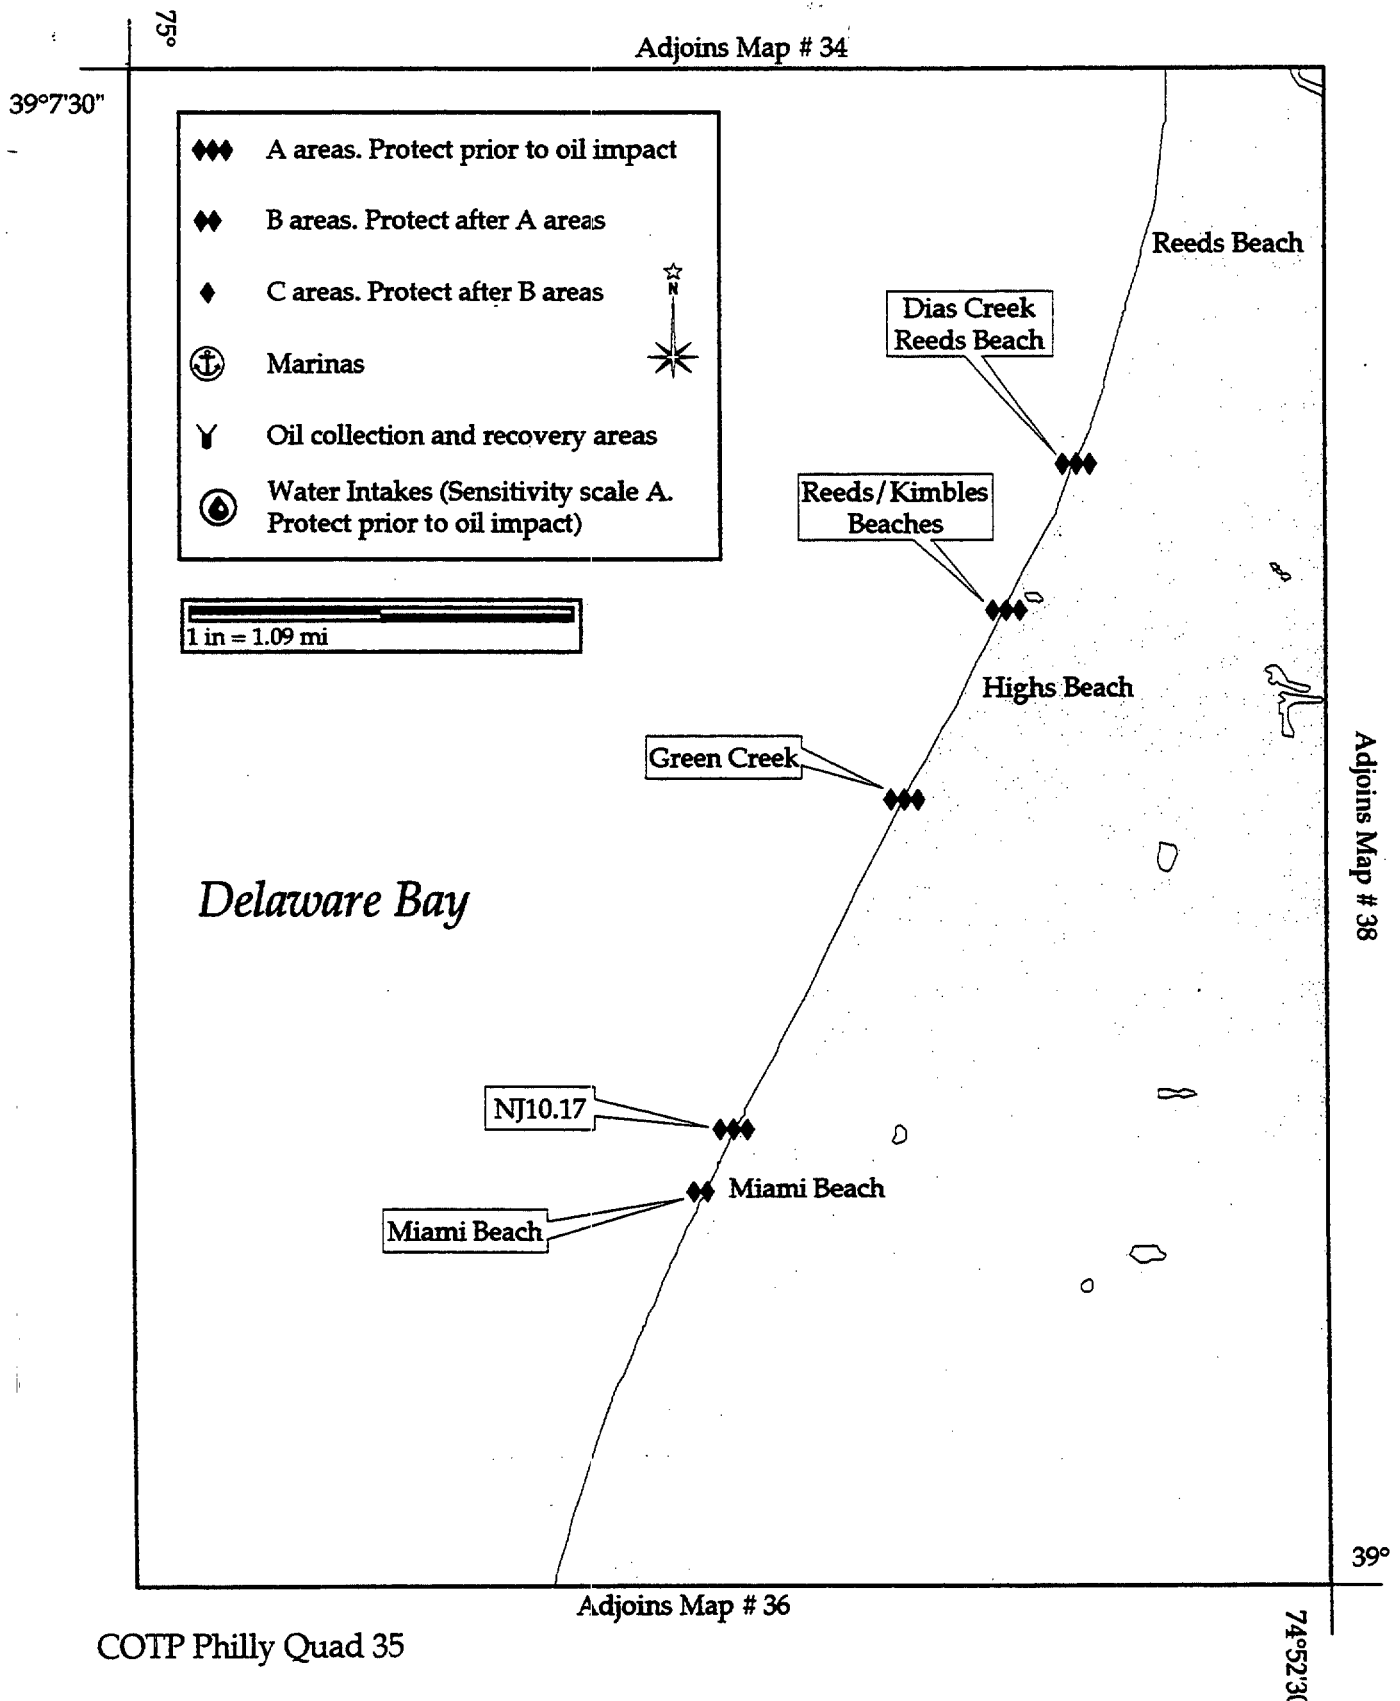 75°
Adjoins Map # 34
39°7'30"
A areas. Protect prior to oil impact
B areas. Protect after A areas
C areas. Protect after B areas
N
Marinas
Oil collection and recovery areas
Water Intakes (Sensitivity scale A.
Protect prior to oil impact)
1 in = 1.09 mi
Reeds Beach
Dias Creek
Reeds Beach
Reeds/Kimbles
Beaches
Highs Beach
Green Creek
Adjoins Map # 38
Delaware Bay
NJ10.17
Miami Beach
Miami Beach
39°
Adjoins Map # 36
COTP Philly Quad 35
74°52'30